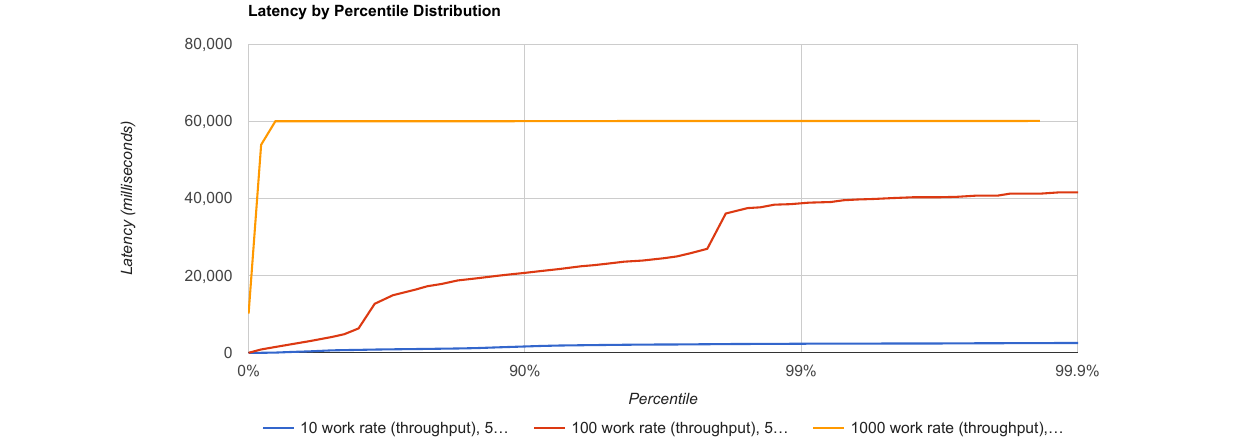 Latency by Percentile Distribution
80,000
60,000
40,000
20,000
0
Latency (milliseconds)
0% 90% 99% 99.9%
Percentile
10 work rate (throughput), 5… 100 work rate (throughput), 5… 1000 work rate (throughput),…